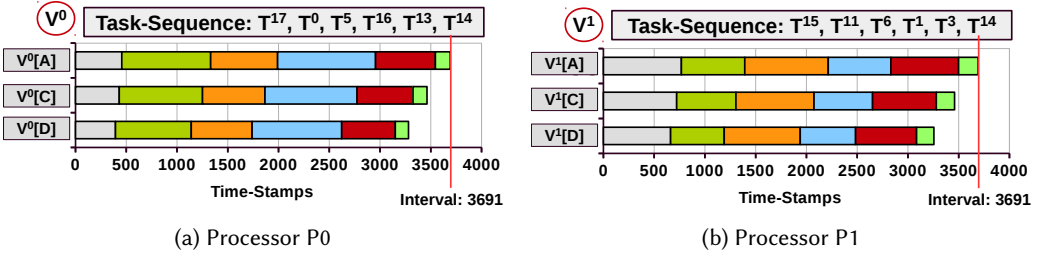 V⁰ Task-Sequence: T¹⁷, T⁰, T⁵, T¹⁶, T¹³, T¹⁴
V⁰[A]
V⁰[C]
V⁰[D]
0 500 1000 1500 2000 2500 3000 3500 4000
Time-Stamps
Interval: 3691
(a) Processor P0
V¹ Task-Sequence: T¹⁵, T¹¹, T⁶, T¹, T³, T¹⁴
V¹[A]
V¹[C]
V¹[D]
0 500 1000 1500 2000 2500 3000 3500 4000
Time-Stamps
Interval: 3691
(b) Processor P1